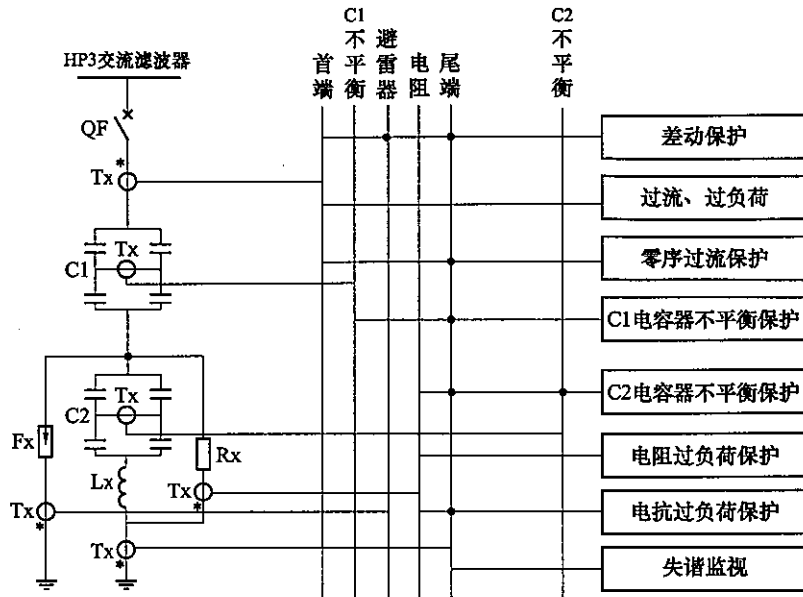 HP3交流滤波器
QF
*
Tx
Tx
C1
Tx
C2
Fx
Rx
Lx
Tx
*
Tx
*
Tx
*
首端
C1不平衡
避雷器
电阻
尾端
C2不平衡
差动保护
过流、过负荷
零序过流保护
C1电容器不平衡保护
C2电容器不平衡保护
电阻过负荷保护
电抗过负荷保护
失谐监视